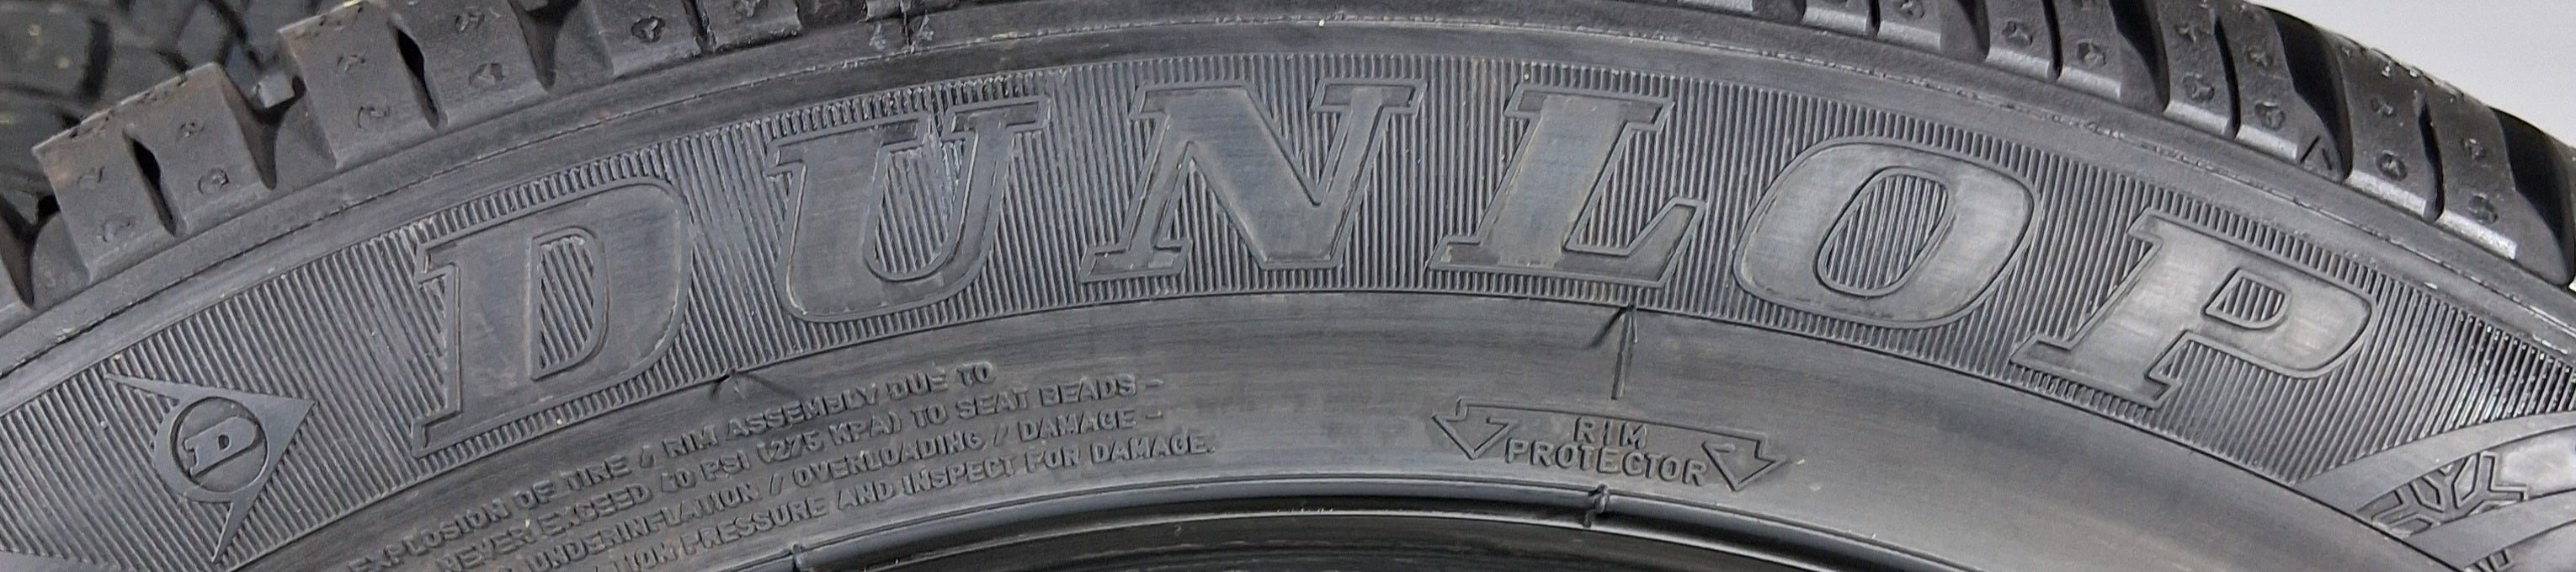 DUNLOP
D
EXPLOSION OF TIRE / RIM ASSEMBLY DUE TO
NEVER EXCEED 40 PSI (275 KPA) TO SEAT BEADS -
UNDERINFLATION / OVERLOADING / DAMAGE -
PRESSURE AND INSPECT FOR DAMAGE.
RIM
PROTECTOR